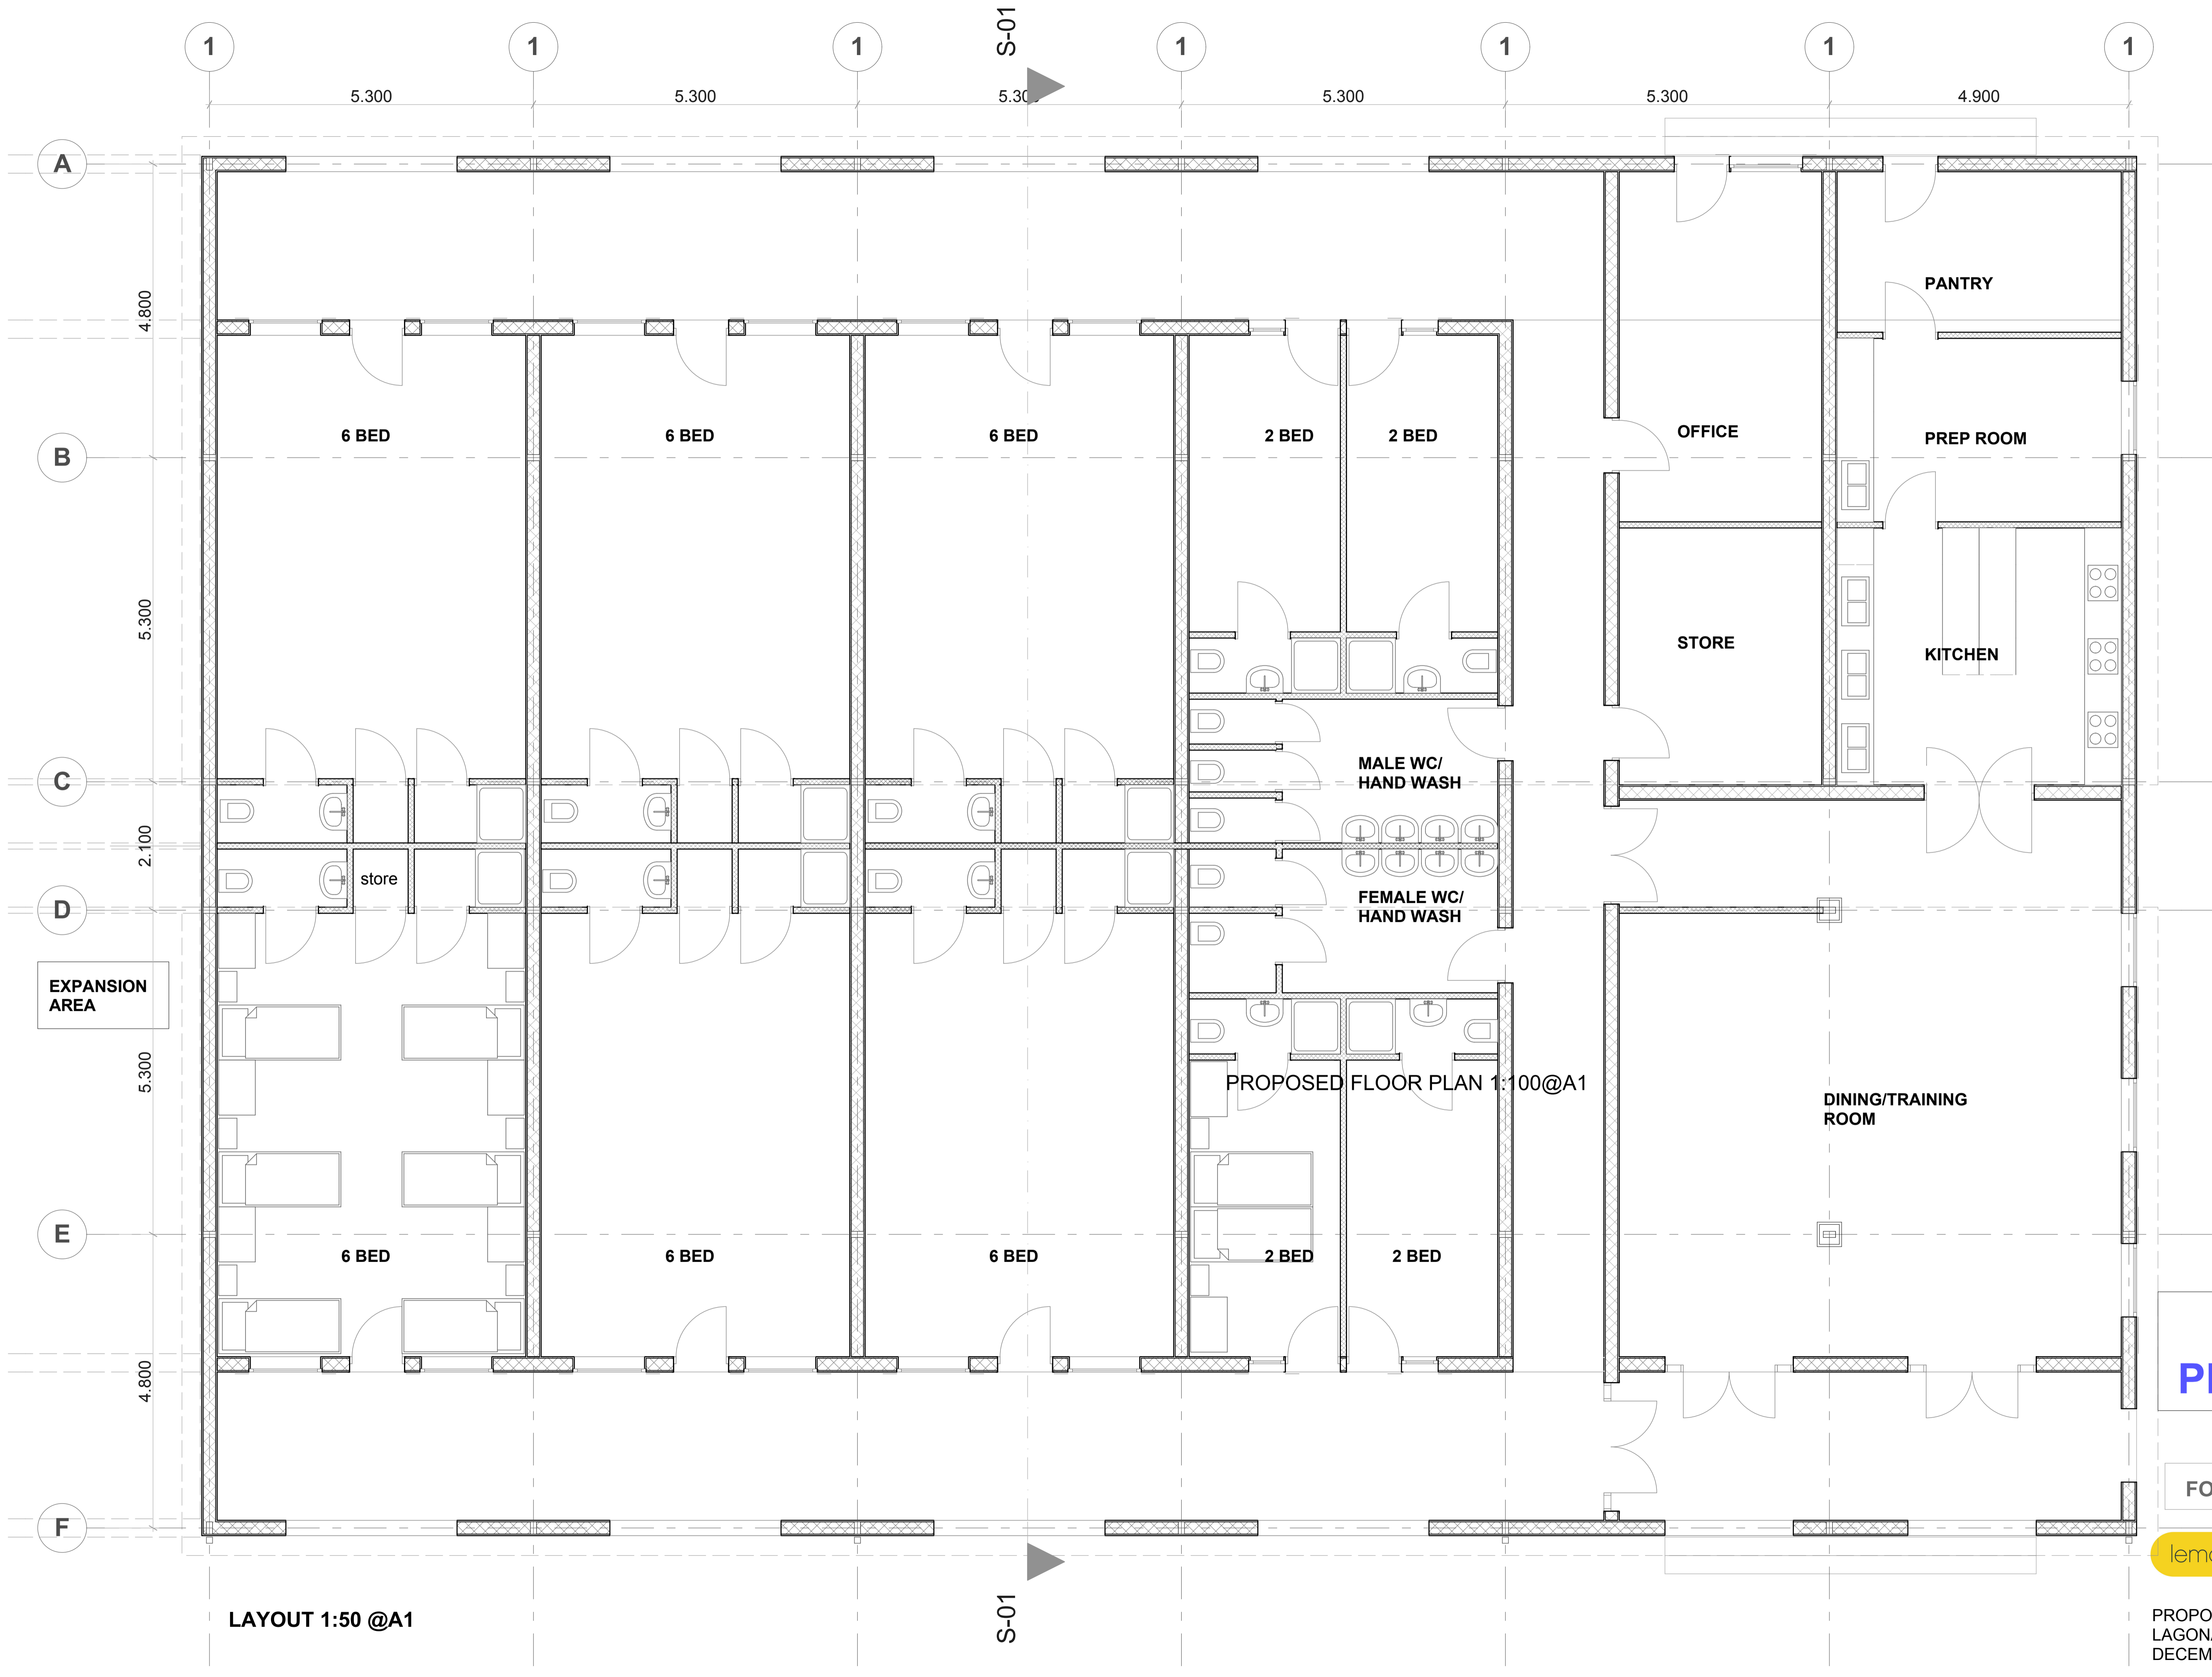 S-01
1 1 1 1 1 1 1
5.300 5.300 5.300 5.300 5.300 4.900
A
4.800
PANTRY
6 BED 6 BED 6 BED 2 BED 2 BED OFFICE PREP ROOM
B
5.300
STORE KITCHEN
MALE WC/
HAND WASH
C
2.100
store
FEMALE WC/
HAND WASH
D
EXPANSION
AREA
5.300
PROPOSED FLOOR PLAN 1:100@A1
DINING/TRAINING
ROOM
E
6 BED 6 BED 6 BED 2 BED 2 BED
4.800
F
S-01
LAYOUT 1:50 @A1